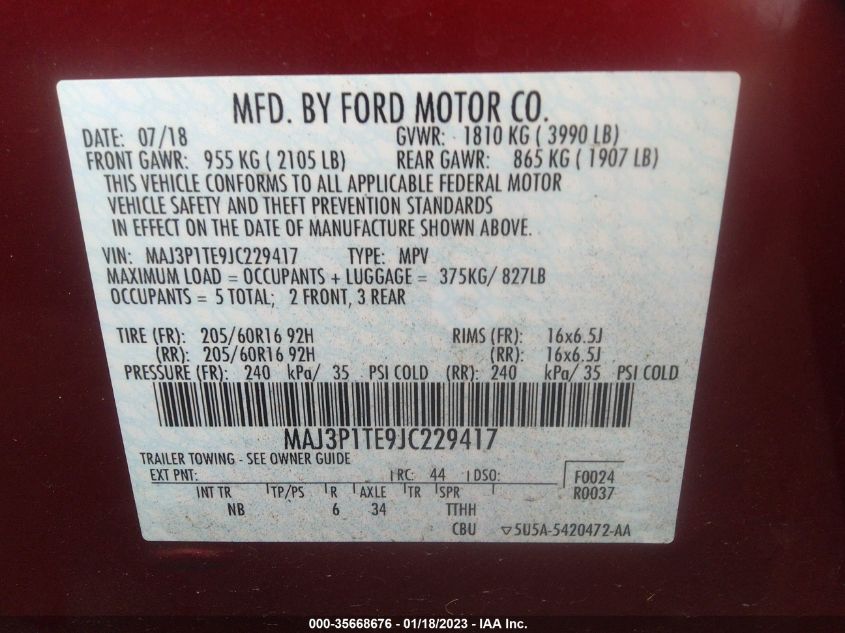 MFD. BY FORD MOTOR CO.
DATE: 07/18 GVWR: 1810 KG ( 3990 LB)
FRONT GAWR: 955 KG ( 2105 LB) REAR GAWR: 865 KG ( 1907 LB)
THIS VEHICLE CONFORMS TO ALL APPLICABLE FEDERAL MOTOR
VEHICLE SAFETY AND THEFT PREVENTION STANDARDS
IN EFFECT ON THE DATE OF MANUFACTURE SHOWN ABOVE.
VIN: MAJ3P1TE9JC229417 TYPE: MPV
MAXIMUM LOAD = OCCUPANTS + LUGGAGE = 375KG/ 827LB
OCCUPANTS = 5 TOTAL; 2 FRONT, 3 REAR
TIRE (FR): 205/60R16 92H RIMS (FR): 16x6.5J
(RR): 205/60R16 92H (RR): 16x6.5J
PRESSURE (FR): 240 kPa/ 35 PSI COLD (RR): 240 kPa/ 35 PSI COLD
MAJ3P1TE9JC229417
TRAILER TOWING - SEE OWNER GUIDE
EXT PNT: RC: 44 DSO: F0024
INT TR TP/PS R AXLE TR SPR R0037
NB 6 34 TTHH
CBU 5U5A-5420472-AA
000-35668676 - 01/18/2023 - IAA Inc.